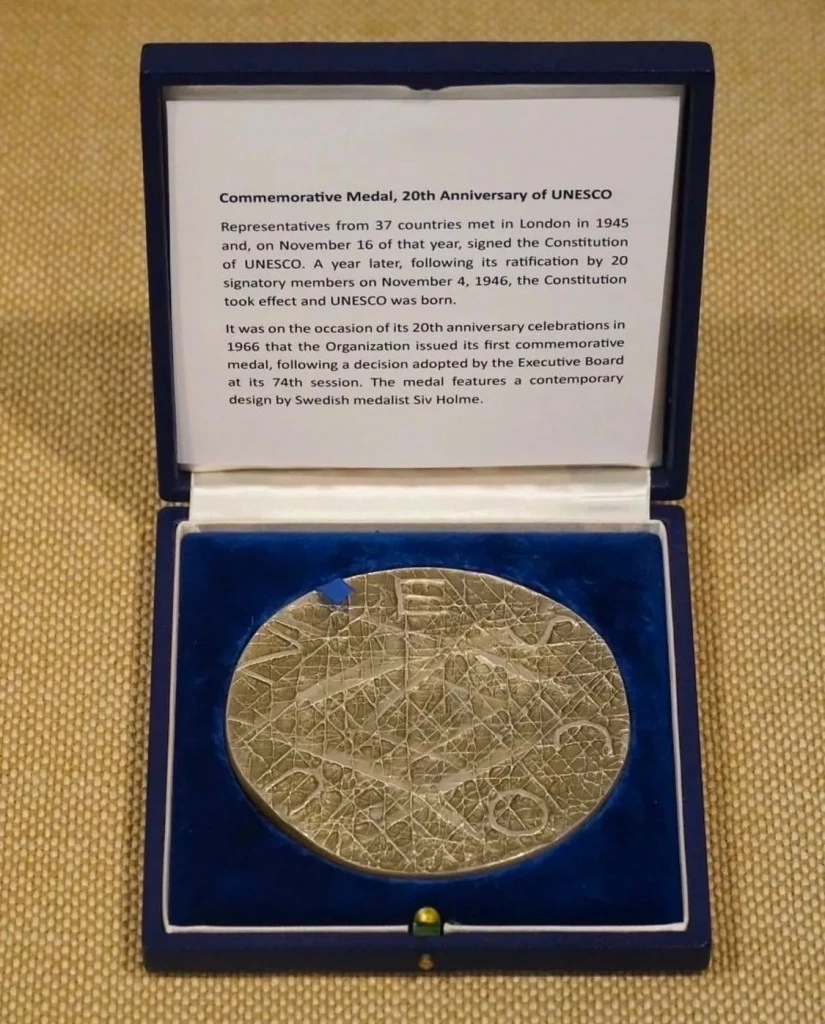 Commemorative Medal, 20th Anniversary of UNESCO
Representatives from 37 countries met in London in 1945
and, on November 16 of that year, signed the Constitution
of UNESCO. A year later, following its ratification by 20
signatory members on November 4, 1946, the Constitution
took effect and UNESCO was born.
It was on the occasion of its 20th anniversary celebrations in
1966 that the Organization issued its first commemorative
medal, following a decision adopted by the Executive Board
at its 74th session. The medal features a contemporary
design by Swedish medalist Siv Holme.
UNESCO